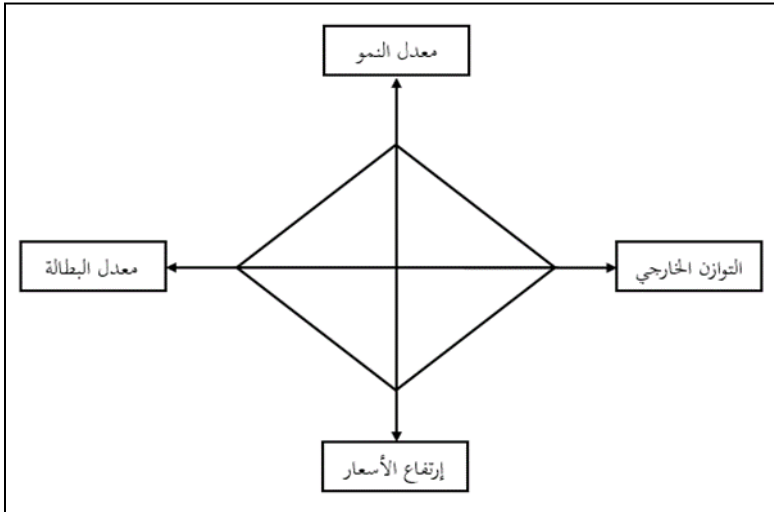 معدل النمو
التوازن الخارجي
معدل البطالة
إرتفاع الأسعار